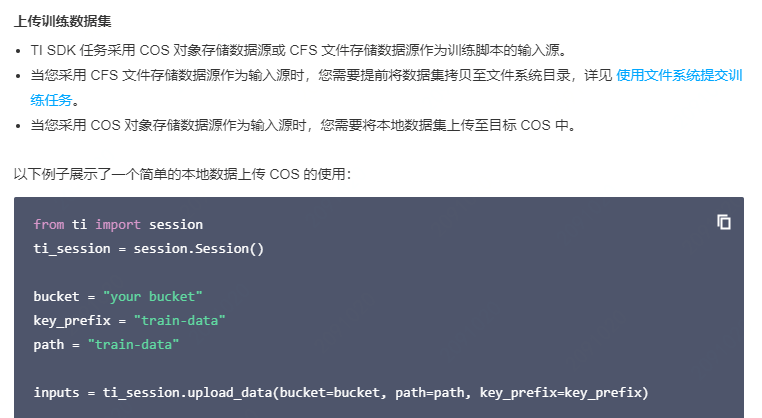 上传训练数据集
• TI SDK 任务采用 COS 对象存储数据源或 CFS 文件存储数据源作为训练脚本的输入源。
• 当您采用 CFS 文件存储数据源作为输入源时，您需要提前将数据集拷贝至文件系统目录，详见 使用文件系统提交训
练任务。
• 当您采用 COS 对象存储数据源作为输入源时，您需要将本地数据集上传至目标 COS 中。
以下例子展示了一个简单的本地数据上传 COS 的使用：
from ti import session
ti_session = session.Session()
bucket = "your bucket"
key_prefix = "train-data"
path = "train-data"
inputs = ti_session.upload_data(bucket=bucket, path=path, key_prefix=key_prefix)